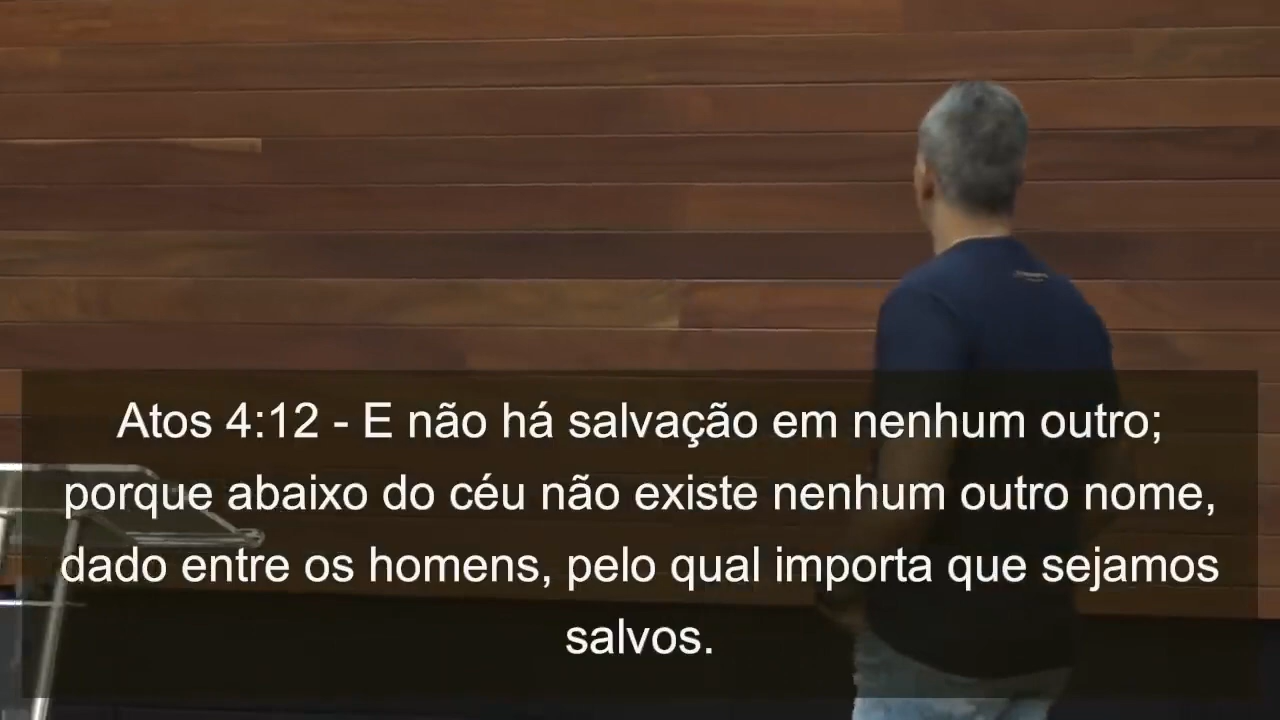 Atos 4:12 - E não há salvação em nenhum outro;
porque abaixo do céu não existe nenhum outro nome,
dado entre os homens, pelo qual importa que sejamos
salvos.